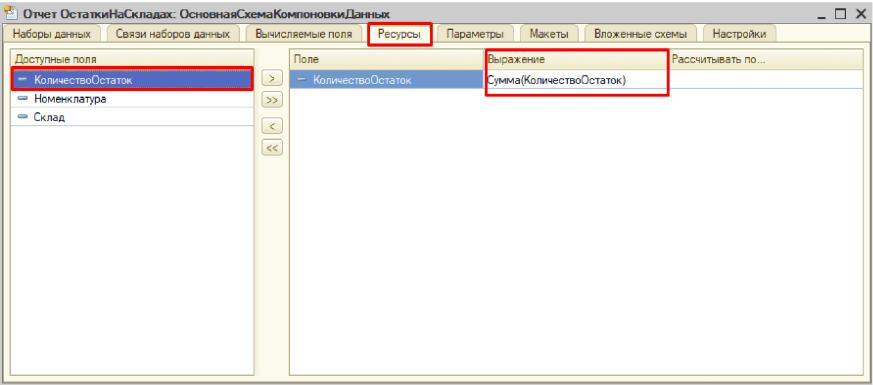 Отчет ОстаткиНаСкладах: ОсновнаяСхемаКомпоновкиДанных
Наборы данных Связи наборов данных Вычисляемые поля Ресурсы Параметры Макеты Вложенные схемы Настройки
Доступные поля
КоличествоОстаток
Номенклатура
Склад
>
>>
<
<<
Поле Выражение Рассчитывать по...
КоличествоОстаток Сумма(КоличествоОстаток)